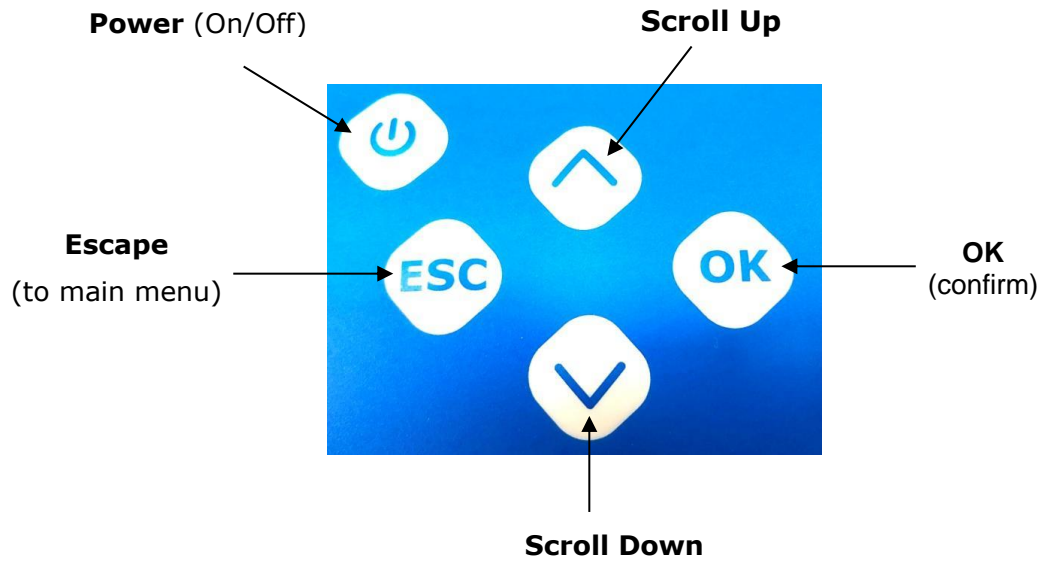 Power (On/Off)
Scroll Up
Escape
(to main menu)
ESC
OK
OK
(confirm)
Scroll Down